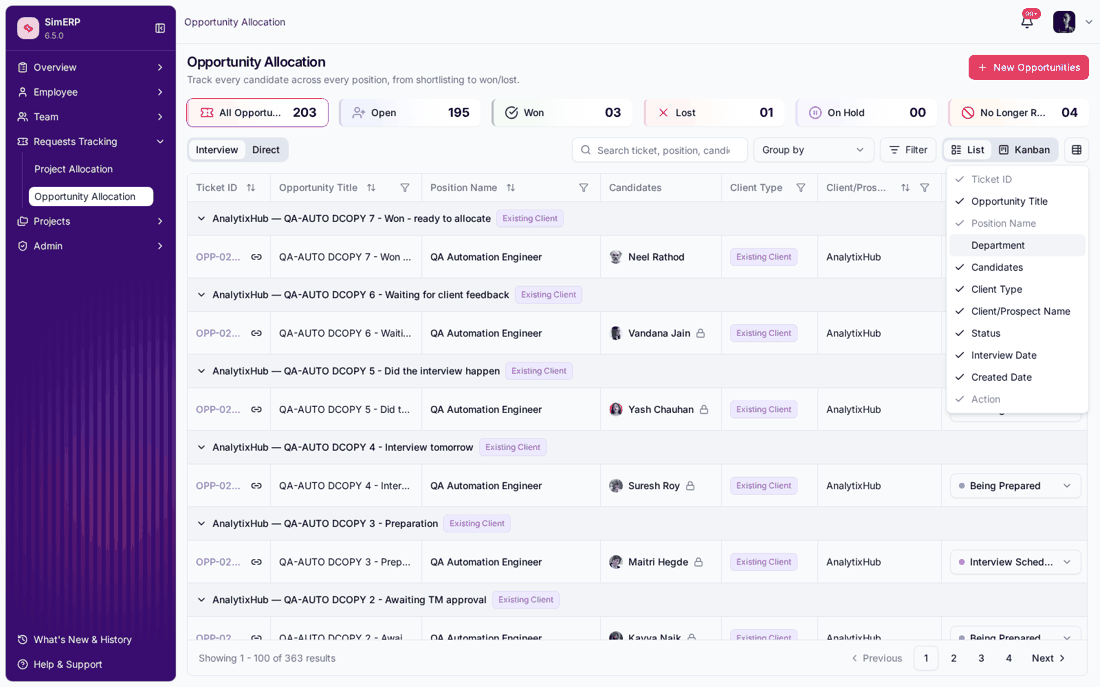 SimERP
6.5.0
Overview
Employee
Team
Requests Tracking
Project Allocation
Opportunity Allocation
Projects
Admin
What's New & History
Help & Support
Opportunity Allocation
99+
Opportunity Allocation
Track every candidate across every position, from shortlisting to won/lost.
+ New Opportunities
All Opportu... 203
Open 195
Won 03
Lost 01
On Hold 00
No Longer R... 04
Interview Direct
Search ticket, position, candi
Group by
Filter
List Kanban
Ticket ID Opportunity Title Position Name Candidates Client Type Client/Pros...
Ticket ID
Opportunity Title
Position Name
Department
Candidates
Client Type
Client/Prospect Name
Status
Interview Date
Created Date
Action
AnalytixHub — QA-AUTO DCOPY 7 - Won - ready to allocate Existing Client
OPP-02... QA-AUTO DCOPY 7 - Won ... QA Automation Engineer Neel Rathod Existing Client AnalytixHub
AnalytixHub — QA-AUTO DCOPY 6 - Waiting for client feedback Existing Client
OPP-02... QA-AUTO DCOPY 6 - Waiti... QA Automation Engineer Vandana Jain Existing Client AnalytixHub
AnalytixHub — QA-AUTO DCOPY 5 - Did the interview happen Existing Client
OPP-02... QA-AUTO DCOPY 5 - Did t... QA Automation Engineer Yash Chauhan Existing Client AnalytixHub
AnalytixHub — QA-AUTO DCOPY 4 - Interview tomorrow Existing Client
OPP-02... QA-AUTO DCOPY 4 - Inter... QA Automation Engineer Suresh Roy Existing Client AnalytixHub Being Prepared
AnalytixHub — QA-AUTO DCOPY 3 - Preparation Existing Client
OPP-02... QA-AUTO DCOPY 3 - Prep... QA Automation Engineer Maitri Hegde Existing Client AnalytixHub Interview Sched...
AnalytixHub — QA-AUTO DCOPY 2 - Awaiting TM approval Existing Client
OPP-02... QA-AUTO DCOPY 2 - Awai... QA Automation Engineer Kavya Naik Existing Client AnalytixHub Being Prepared
Showing 1 - 100 of 363 results
Previous 1 2 3 4 Next